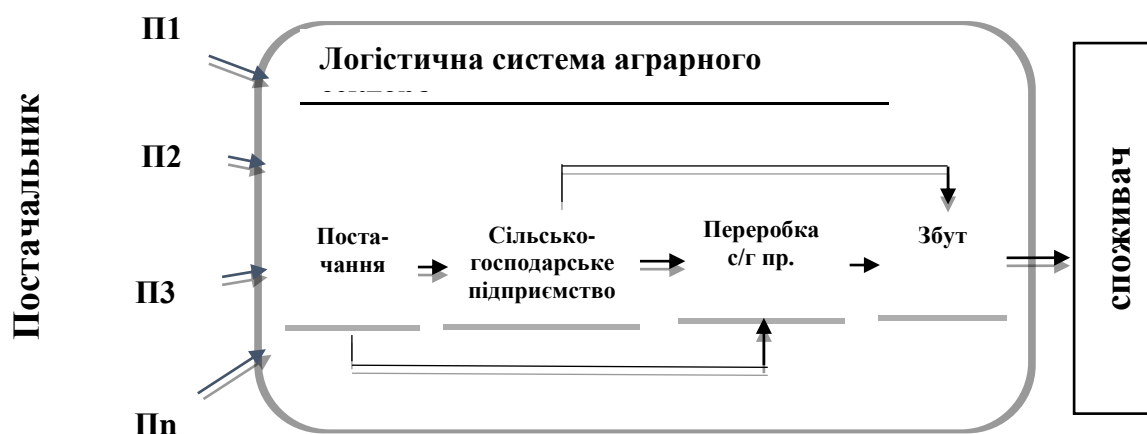 П1
Логістична система аграрного
Постачальник
П2
Поста-
чання
Сільсько-
господарське
підприємство
Переробка
с/г пр.
Збут
споживач
П3
Пn